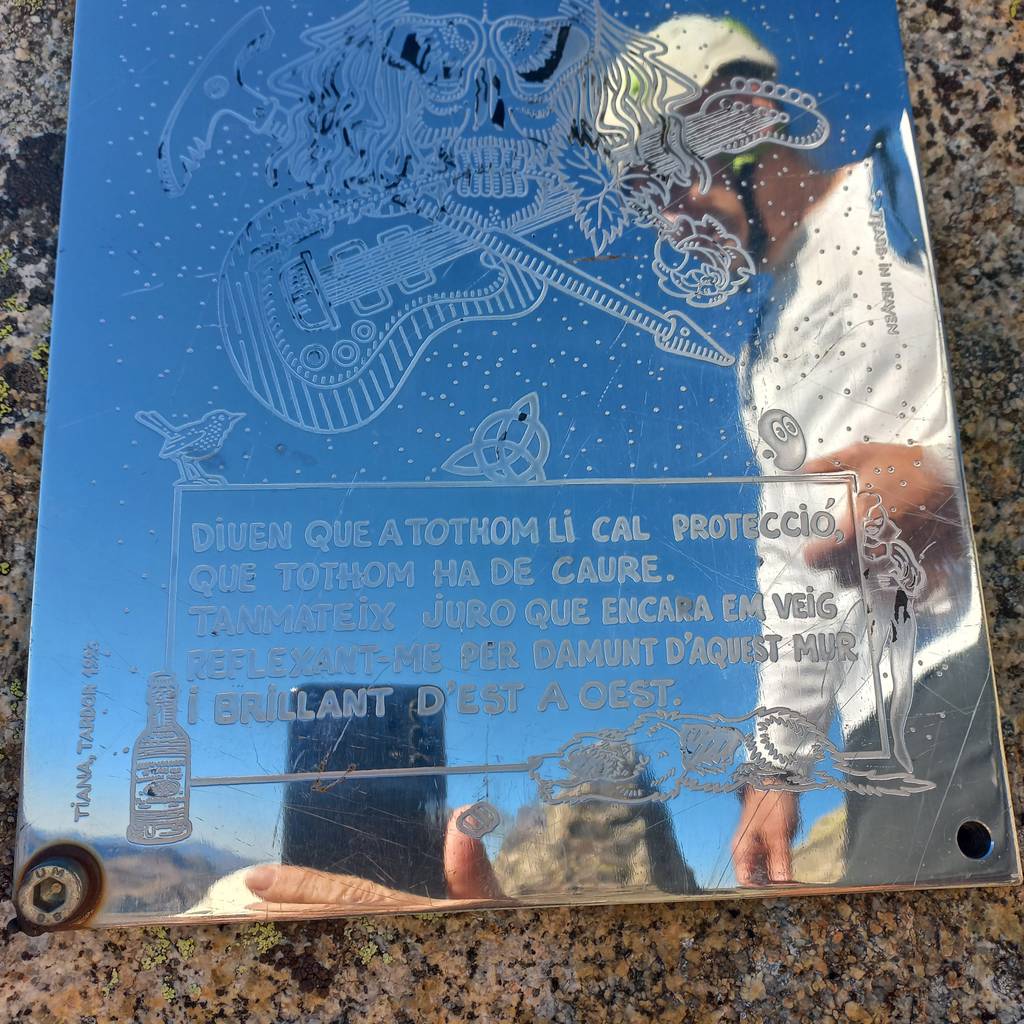 TEARS IN HEAVEN
DiUEN QUE A TOTHOM Li CAL PROTECCiÓ,
QUE TOTHOM HA DE CAURE.
TANMATEiX JURO QUE ENCARA EM VEiG
REFLEXANT-ME PER DAMUNT D'AQUEST MUR
i BRiLLANT D'EST A OEST.
TiANA, TARDOR 1996